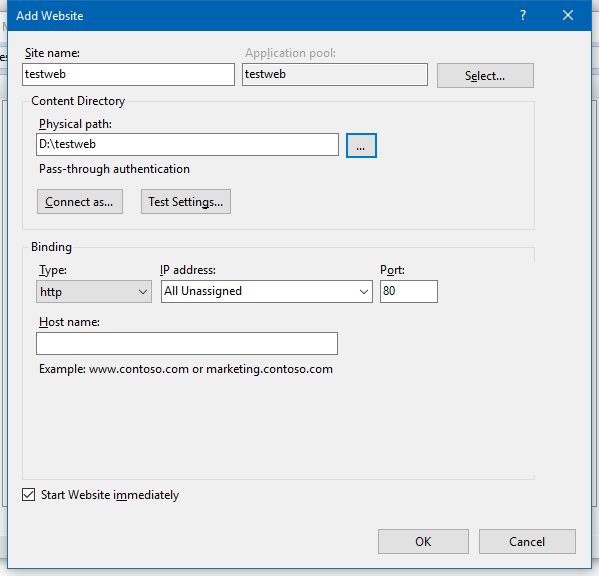 Add Website
?
Site name: Application pool:
testweb testweb Select...
Content Directory
Physical path:
D:\testweb ...
Pass-through authentication
Connect as... Test Settings...
Binding
Type: IP address: Port:
http All Unassigned 80
Host name:
Example: www.contoso.com or marketing.contoso.com
Start Website immediately
OK Cancel